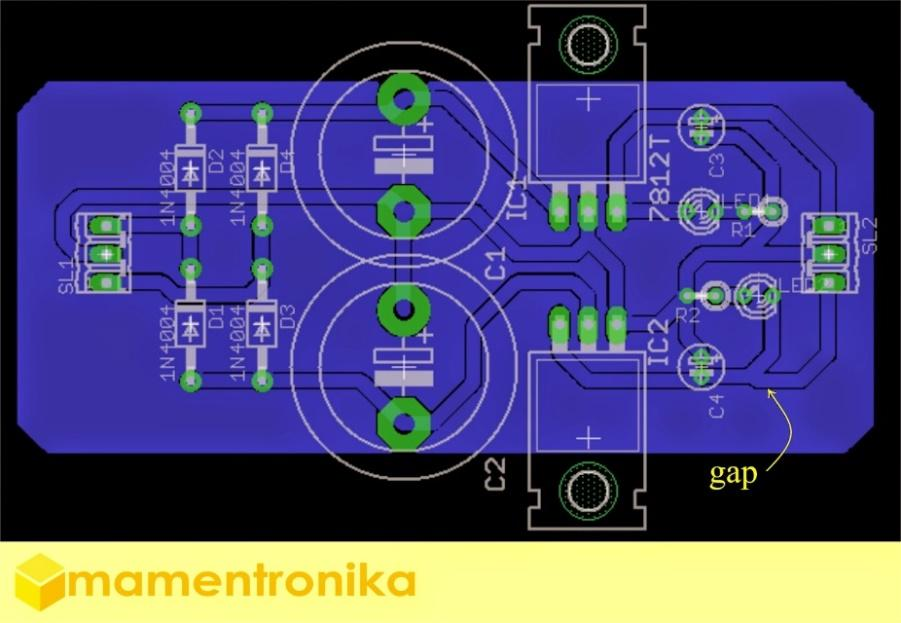 IC1
7812T
C3
D2
D4
1N4004
1N4004
C1
LED1
R1
SL1
SL2
D1
D3
1N4004
1N4004
R2
IC2
C4
C2
gap
mamentronika